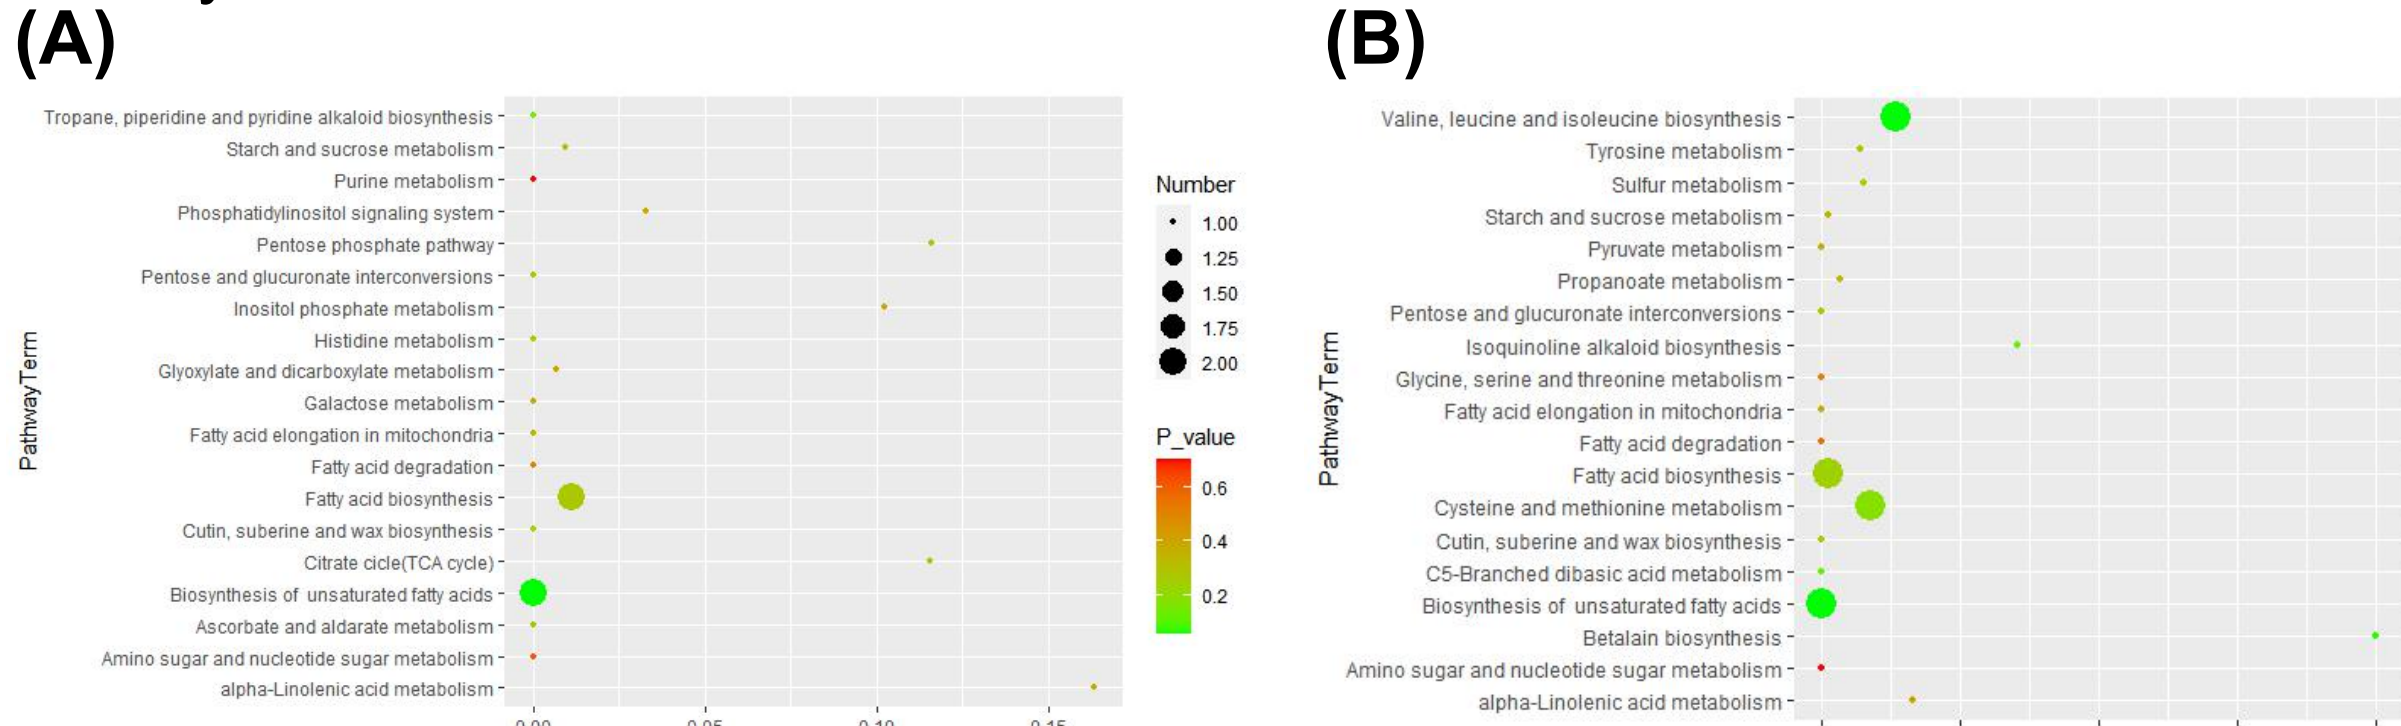 (A)
Tropane, piperidine and pyridine alkaloid biosynthesis
Starch and sucrose metabolism
Purine metabolism
Phosphatidylinositol signaling system
Pentose phosphate pathway
Pentose and glucuronate interconversions
Inositol phosphate metabolism
Histidine metabolism
Glyoxylate and dicarboxylate metabolism
Galactose metabolism
Fatty acid elongation in mitochondria
Fatty acid degradation
Fatty acid biosynthesis
Cutin, suberine and wax biosynthesis
Citrate cicle(TCA cycle)
Biosynthesis of unsaturated fatty acids
Ascorbate and aldarate metabolism
Amino sugar and nucleotide sugar metabolism
alpha-Linolenic acid metabolism
PathwayTerm
0.00 0.05 0.10 0.15
Number
1.00
1.25
1.50
1.75
2.00
P_value
0.6
0.4
0.2
(B)
Valine, leucine and isoleucine biosynthesis
Tyrosine metabolism
Sulfur metabolism
Starch and sucrose metabolism
Pyruvate metabolism
Propanoate metabolism
Pentose and glucuronate interconversions
Isoquinoline alkaloid biosynthesis
Glycine, serine and threonine metabolism
Fatty acid elongation in mitochondria
Fatty acid degradation
Fatty acid biosynthesis
Cysteine and methionine metabolism
Cutin, suberine and wax biosynthesis
C5-Branched dibasic acid metabolism
Biosynthesis of unsaturated fatty acids
Betalain biosynthesis
Amino sugar and nucleotide sugar metabolism
alpha-Linolenic acid metabolism
PathwayTerm